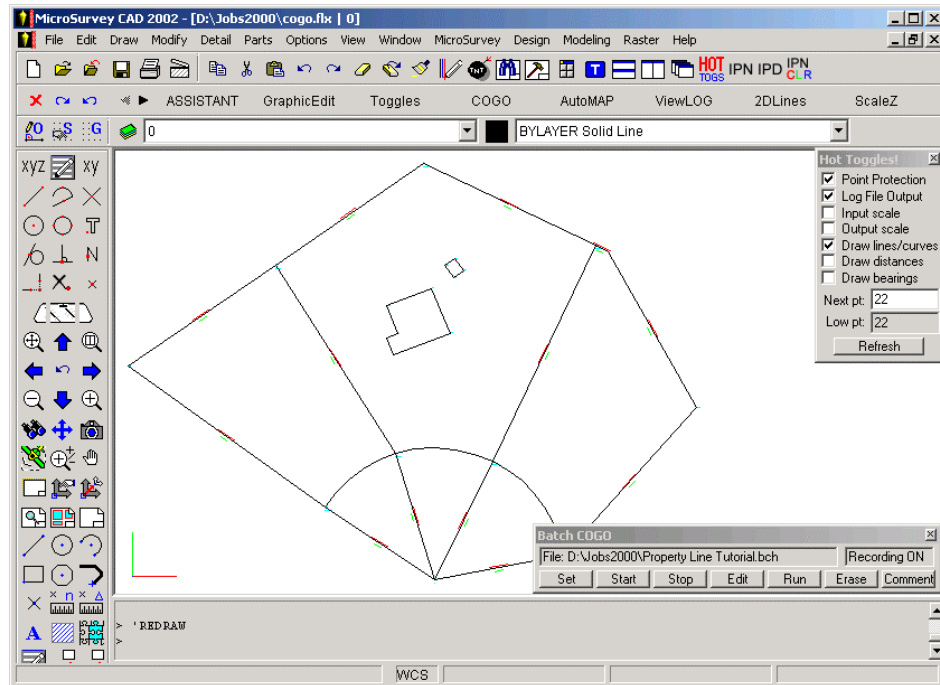 MicroSurvey CAD 2002 - [D:\Jobs2000\cogo.flx | 0]
File Edit Draw Modify Detail Parts Options View Window MicroSurvey Design Modeling Raster Help
TNT T HOT TOGS IPN IPD IPN CLR
ASSISTANT GraphicEdit Toggles COGO AutoMAP ViewLOG 2DLines ScaleZ
O S G 0 BYLAYER Solid Line
xyz xy
T
N
x n x Δ
A
Hot Toggles!
Point Protection
Log File Output
Input scale
Output scale
Draw lines/curves
Draw distances
Draw bearings
Next pt: 22
Low pt: 22
Refresh
Batch COGO
File: D:\Jobs2000\Property Line Tutorial.bch Recording ON
Set Start Stop Edit Run Erase Comment
> 'REDRAW
>
WCS